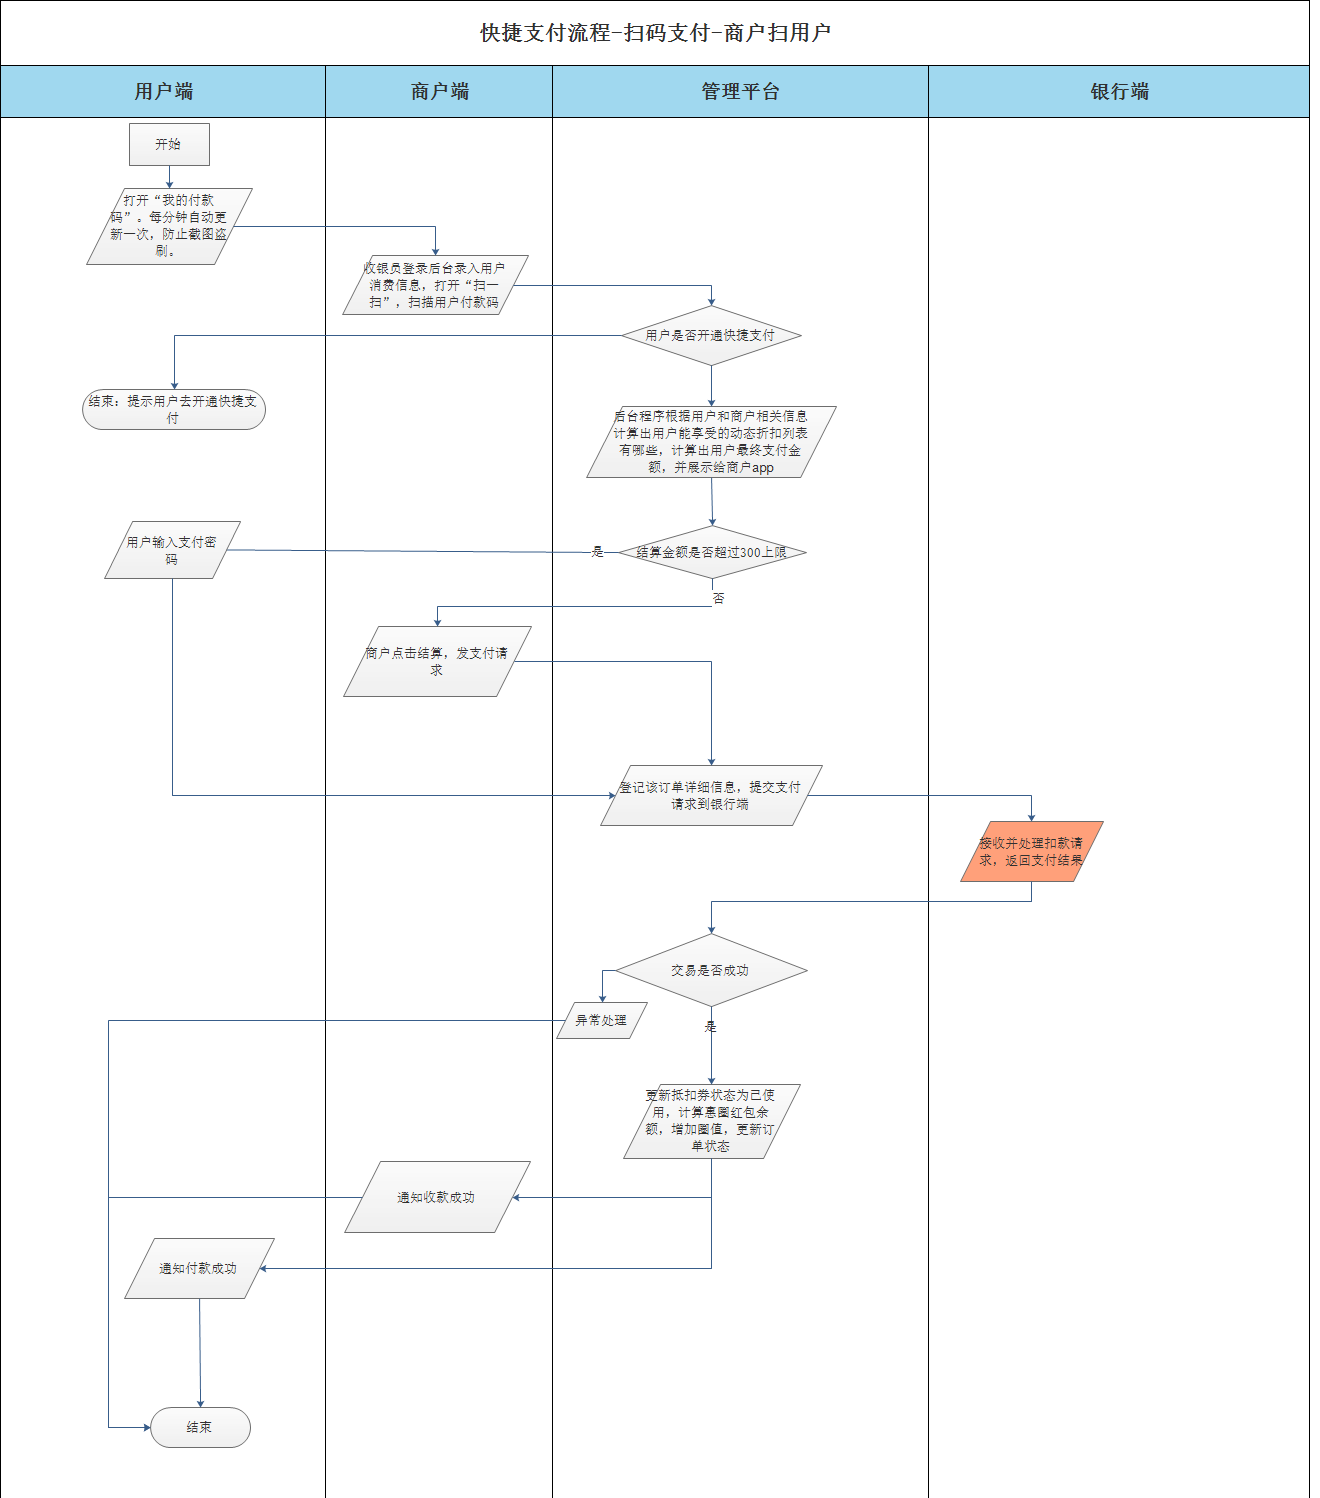 快捷支付流程-扫码支付-商户扫用户
用户端
商户端
管理平台
银行端
开始
打开“我的付款
码”。每分钟自动更
新一次，防止截图盗
刷。
收银员登录后台录入用户
消费信息，打开“扫一
扫”，扫描用户付款码
用户是否开通快捷支付
结束：提示用户去开通快捷支
付
后台程序根据用户和商户相关信息
计算出用户能享受的动态折扣列表
有哪些，计算出用户最终支付金
额，并展示给商户app
用户输入支付密
码
是
结算金额是否超过300上限
否
商户点击结算，发支付请
求
登记该订单详细信息，提交支付
请求到银行端
接收并处理扣款请
求，返回支付结果
交易是否成功
异常处理
是
更新抵扣券状态为已使
用，计算惠圈红包余
额，增加圈值，更新订
单状态
通知收款成功
通知付款成功
结束